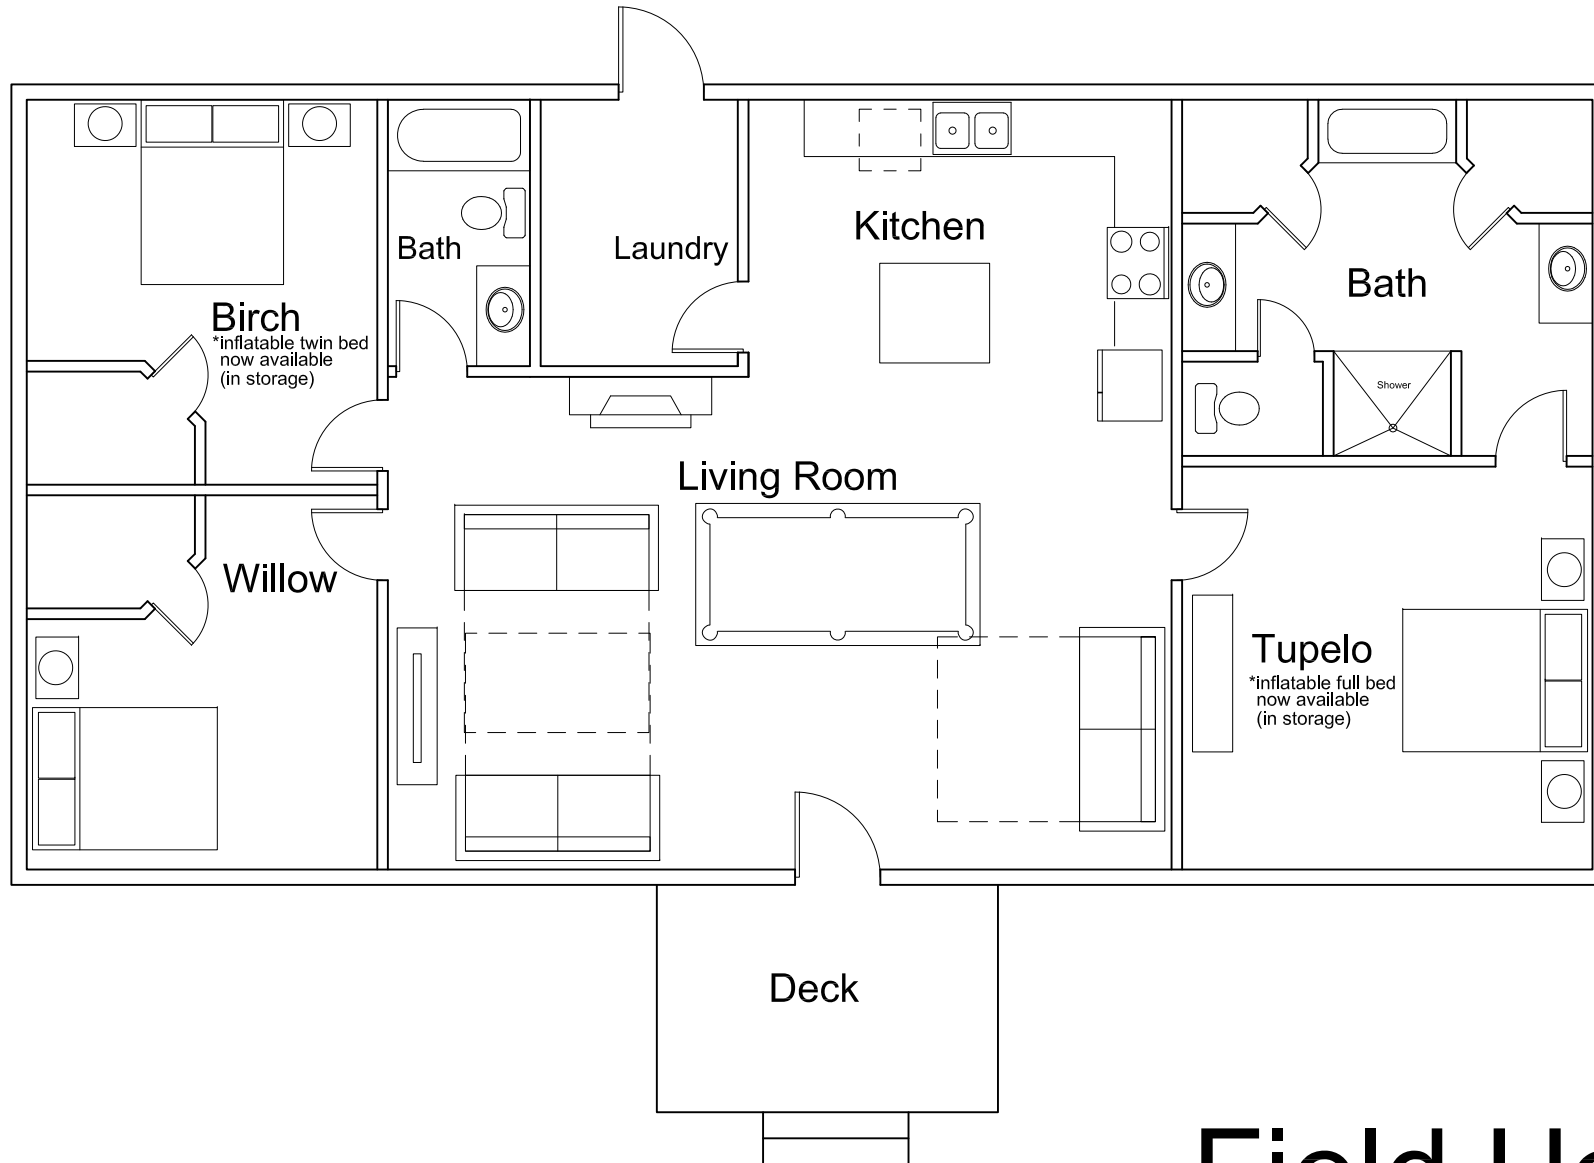 Kitchen
Bath
Laundry
Bath
Birch
*inflatable twin bed
now available
(in storage)
Shower
Living Room
Willow
Tupelo
*inflatable full bed
now available
(in storage)
Deck
Field